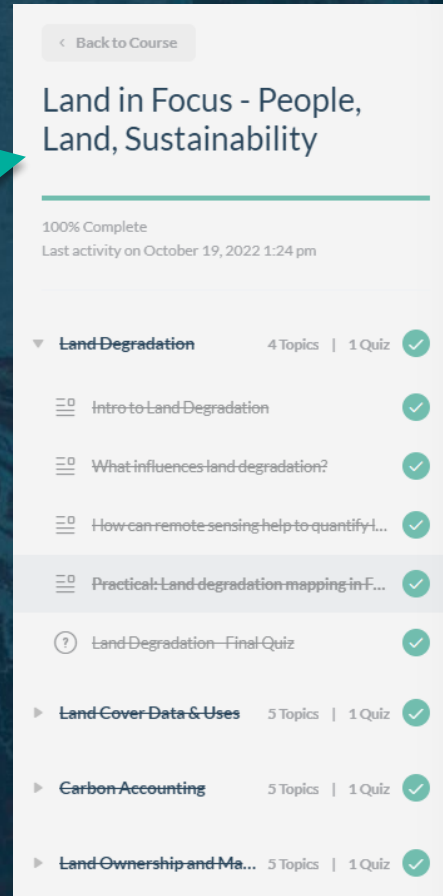 Back to Course
Land in Focus - People,
Land, Sustainability
100% Complete
Last activity on October 19, 2022 1:24 pm
Land Degradation 4 Topics | 1 Quiz
Intro to Land Degradation
What influences land degradation?
How can remote sensing help to quantify l...
Practical: Land degradation mapping in F...
Land Degradation - Final Quiz
Land Cover Data & Uses 5 Topics | 1 Quiz
Carbon Accounting 5 Topics | 1 Quiz
Land Ownership and Ma... 5 Topics | 1 Quiz